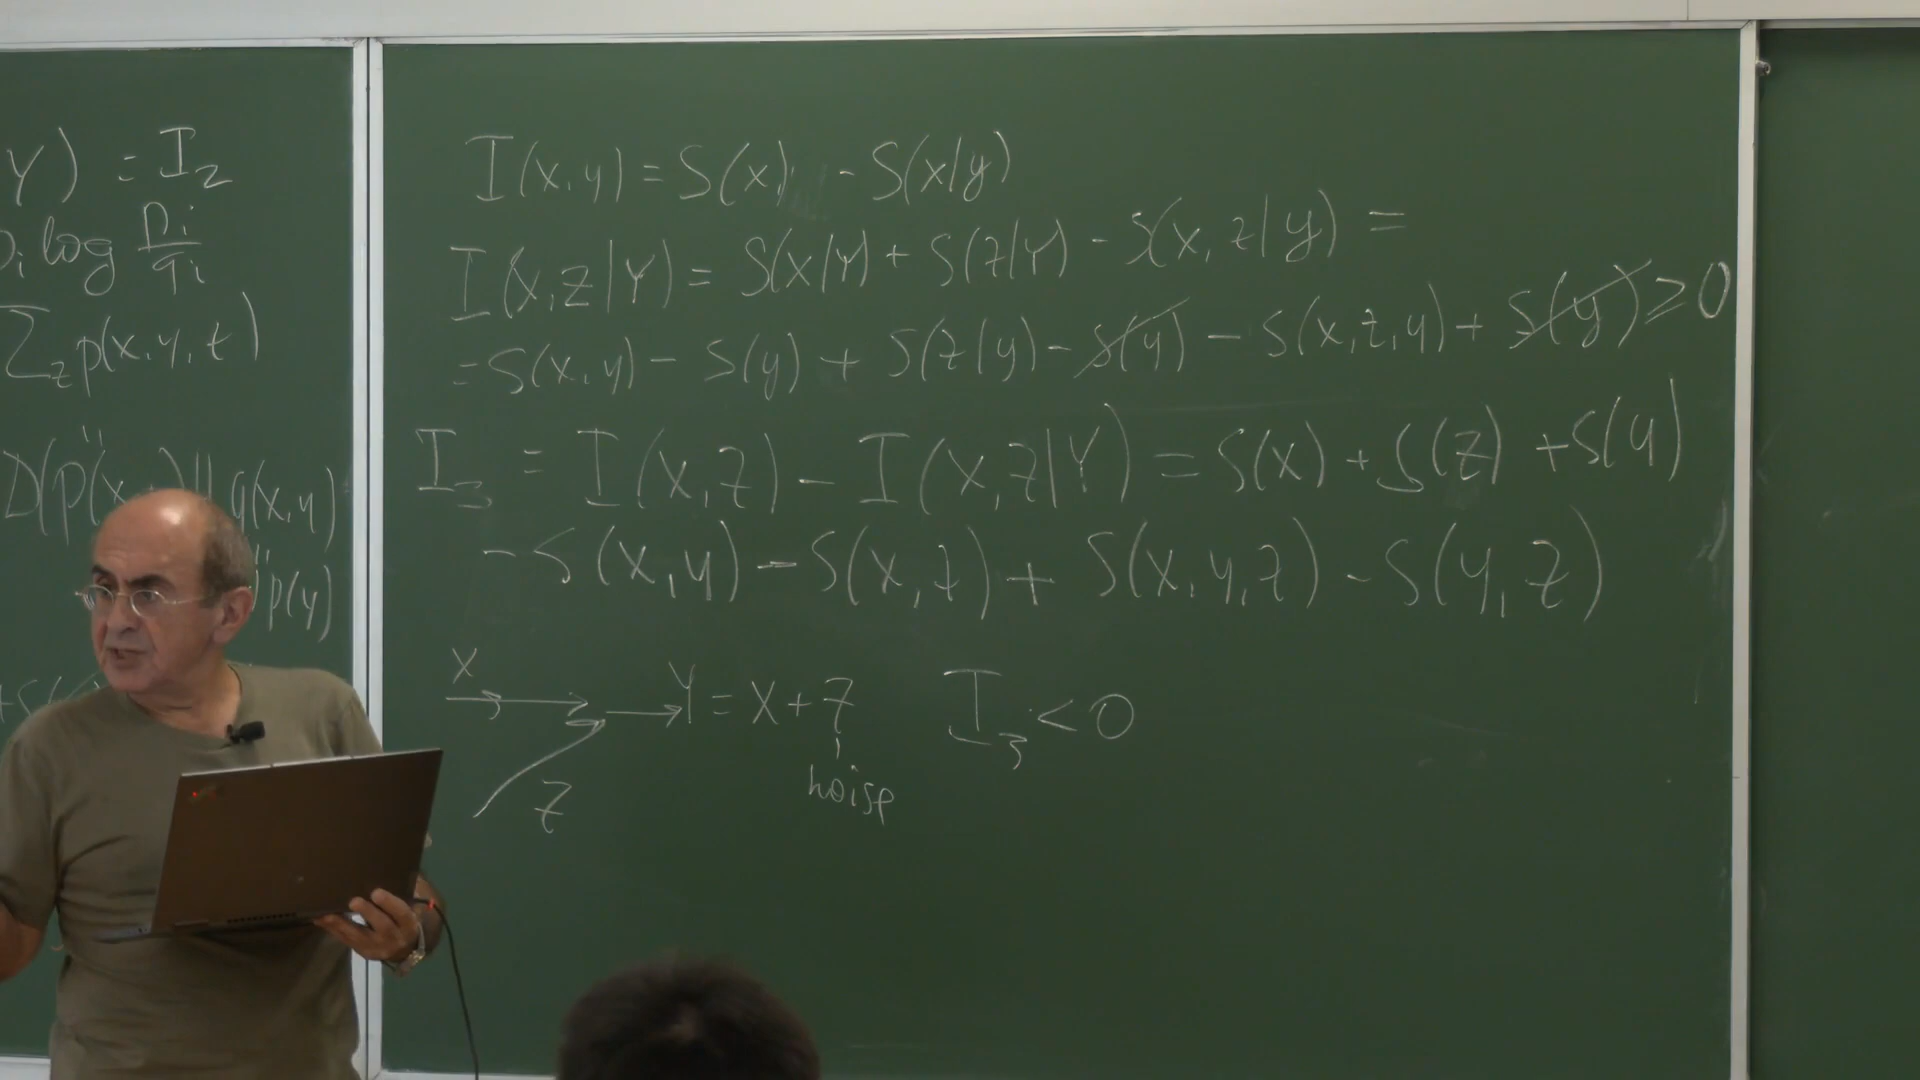 Y) = I₂
pᵢ log pᵢ/qᵢ
Σ_z p(x,y,z)
D(p(x, ) || q(x,y)
" p(y)
+S(
I(x,y) = S(x) - S(x|y)
I(X,Z|Y) = S(X|Y) + S(Z|Y) - S(x,z|y) =
= S(x,y) - S(y) + S(z|y) - S(y) - S(x,z,y) + S(y) ≥ 0
I₃ = I(X,Z) - I(X,Z|Y) = S(x) + S(z) + S(y)
- S(x,y) - S(x,z) + S(x,y,z) - S(y,z)
X
Y = X + Z I₃ < 0
Z
noise